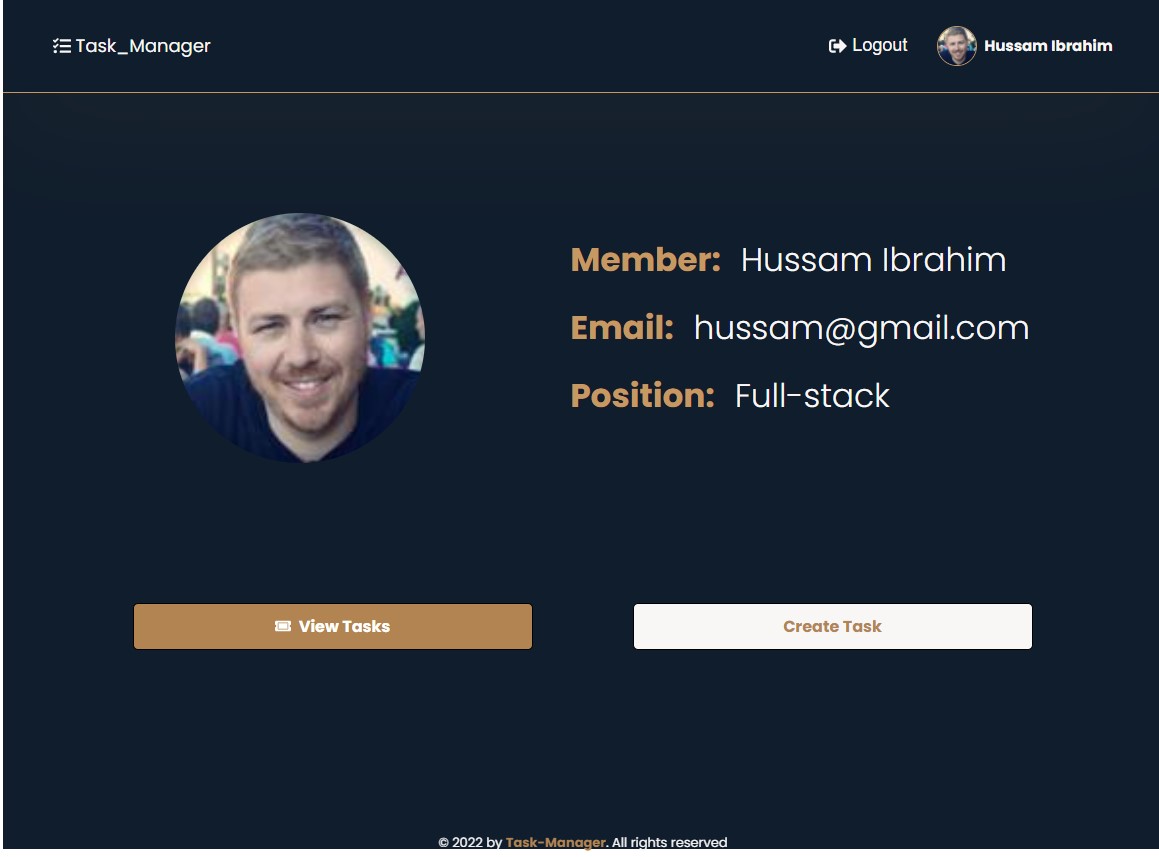 Task_Manager
Logout
Hussam Ibrahim
Member: Hussam Ibrahim
Email: hussam@gmail.com
Position: Full-stack
View Tasks
Create Task
© 2022 by Task-Manager. All rights reserved